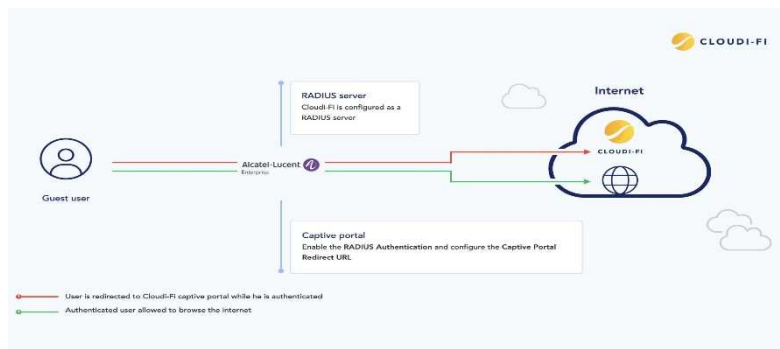 CLOUDI-FI
RADIUS server
Cloudi-Fi is configured as a
RADIUS server
Internet
CLOUDI-FI
Alcatel·Lucent
Enterprise
Guest user
Captive portal
Enable the RADIUS Authentication and configure the Captive Portal
Redirect URL
User is redirected to Cloudi-Fi captive portal while he is authenticated
Authenticated user allowed to browse the internet